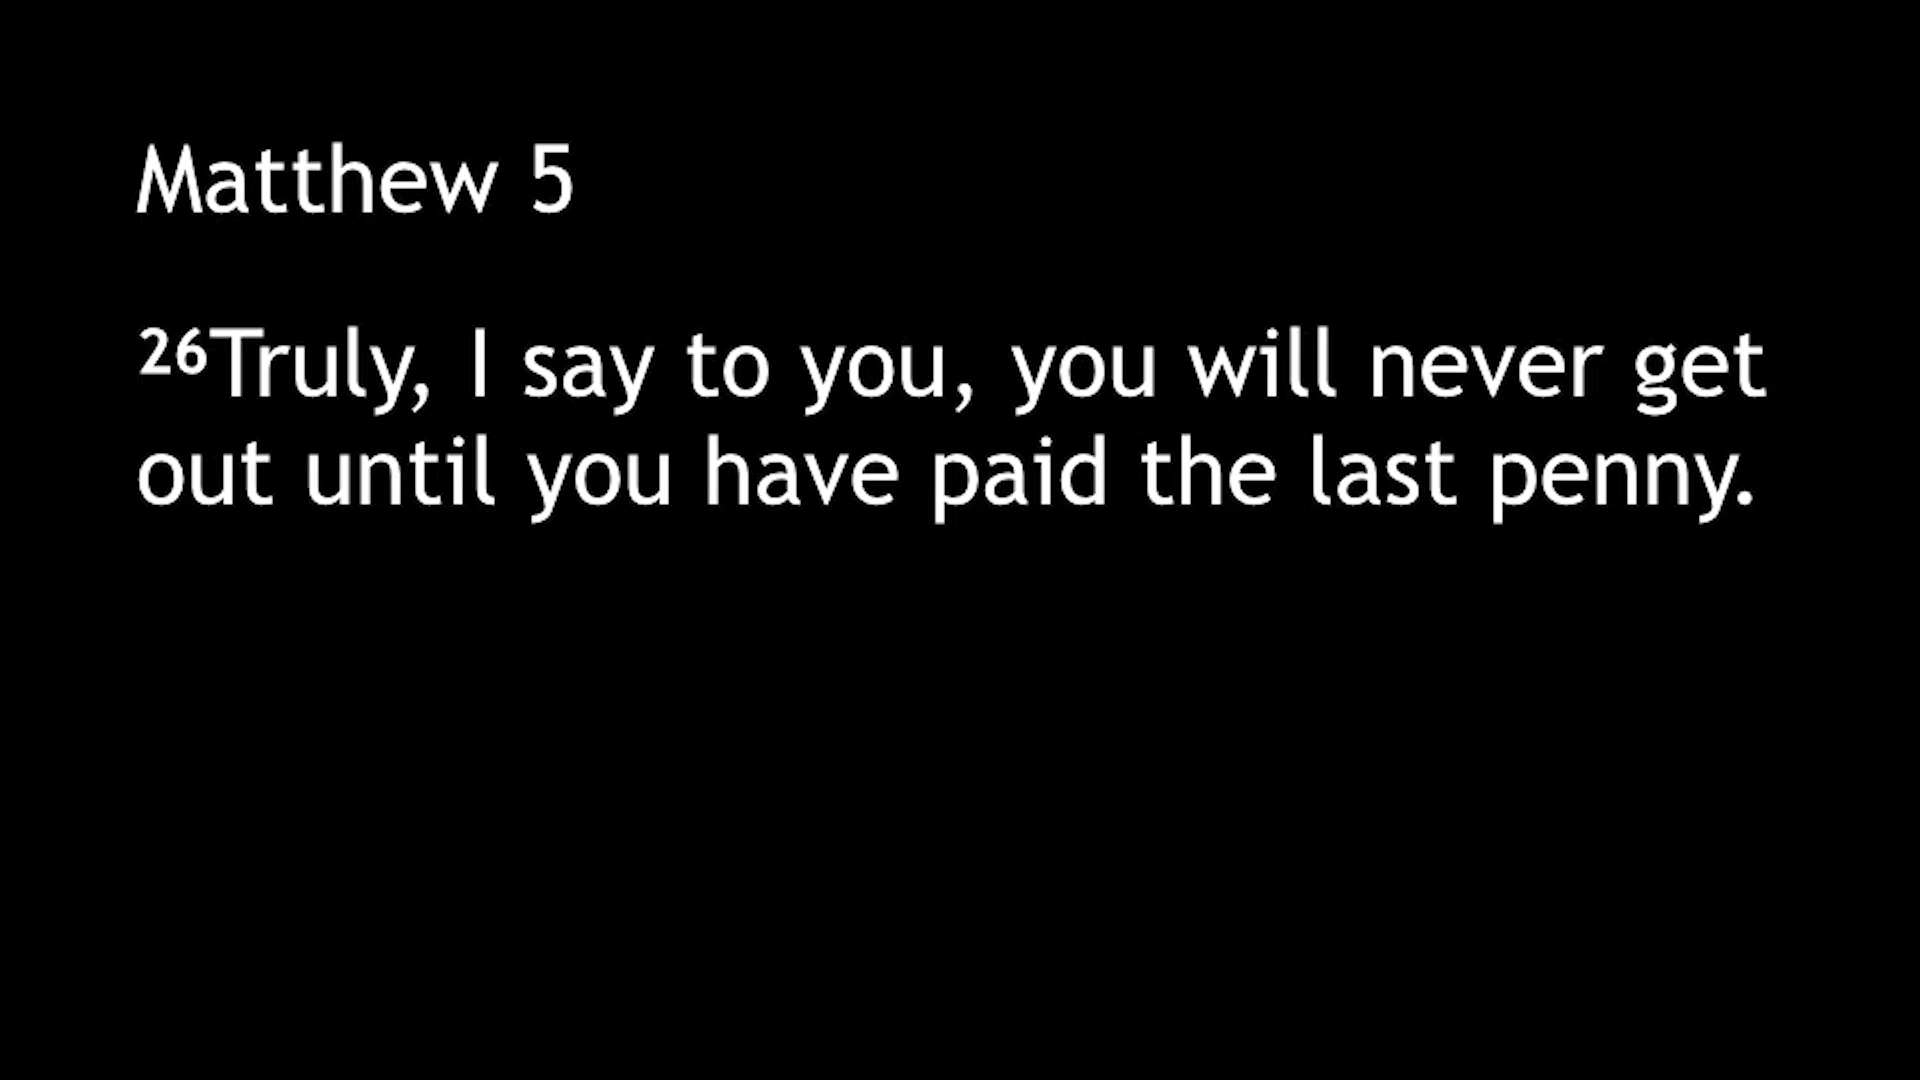 Matthew 5
²⁶Truly, I say to you, you will never get
out until you have paid the last penny.